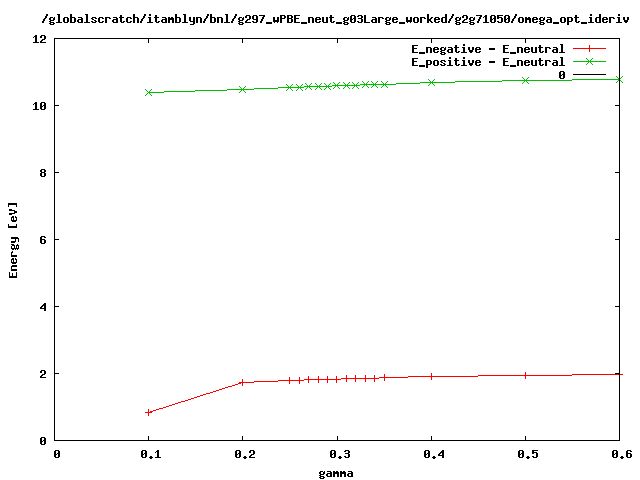 /globalscratch/itamblyn/bnl/g297_wPBE_neut_g03Large_worked/g2g71050/omega_opt_ideriv
E_negative - E_neutral
E_positive - E_neutral
0
12
10
8
6
4
2
0
Energy [eV]
0 0.1 0.2 0.3 0.4 0.5 0.6
gamma